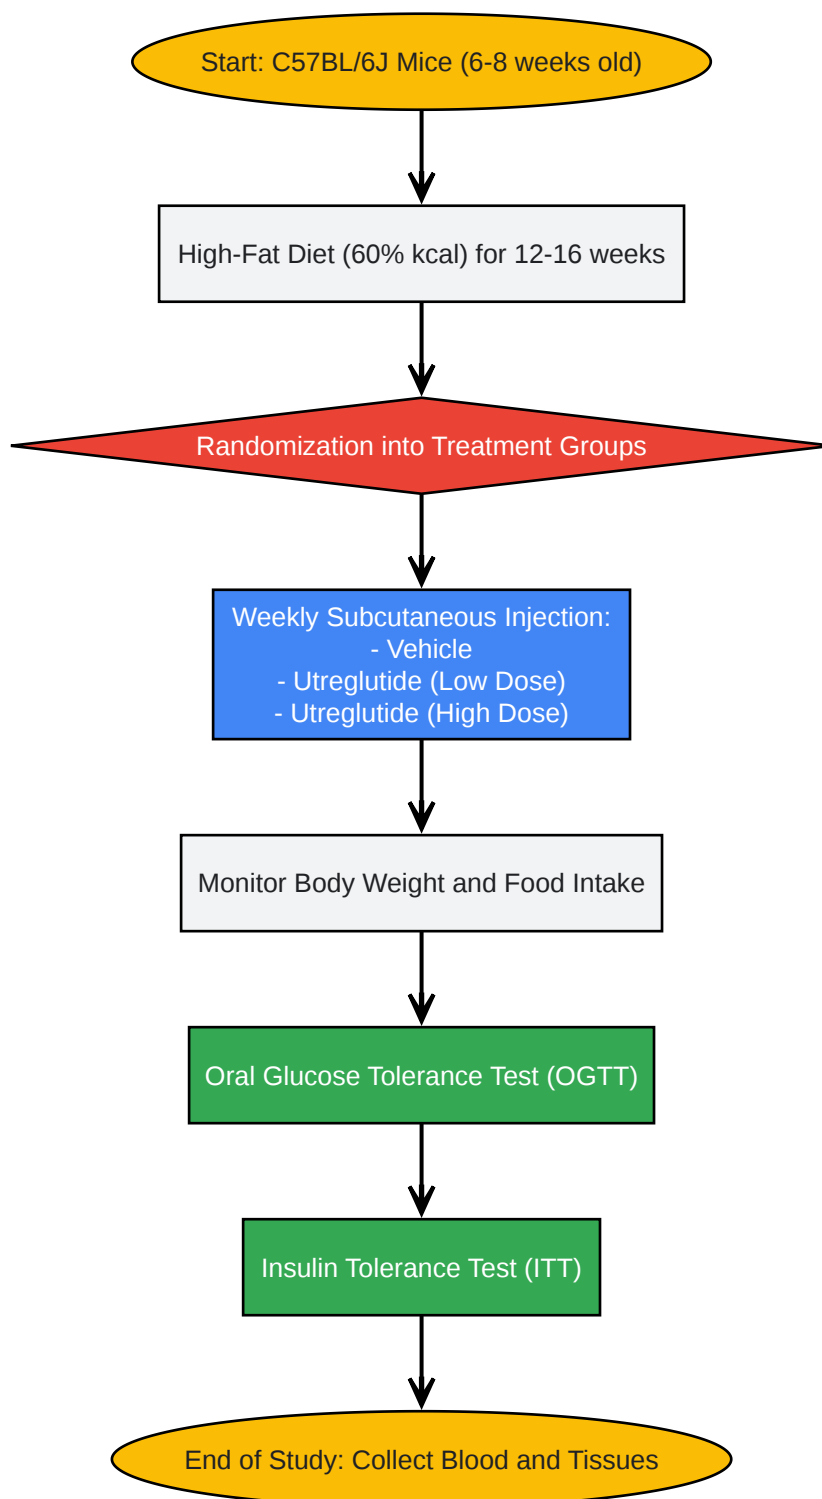 Start: C57BL/6J Mice (6-8 weeks old)
High-Fat Diet (60% kcal) for 12-16 weeks
Randomization into Treatment Groups
Weekly Subcutaneous Injection:
- Vehicle
- Utreglutide (Low Dose)
- Utreglutide (High Dose)
Monitor Body Weight and Food Intake
Oral Glucose Tolerance Test (OGTT)
Insulin Tolerance Test (ITT)
End of Study: Collect Blood and Tissues